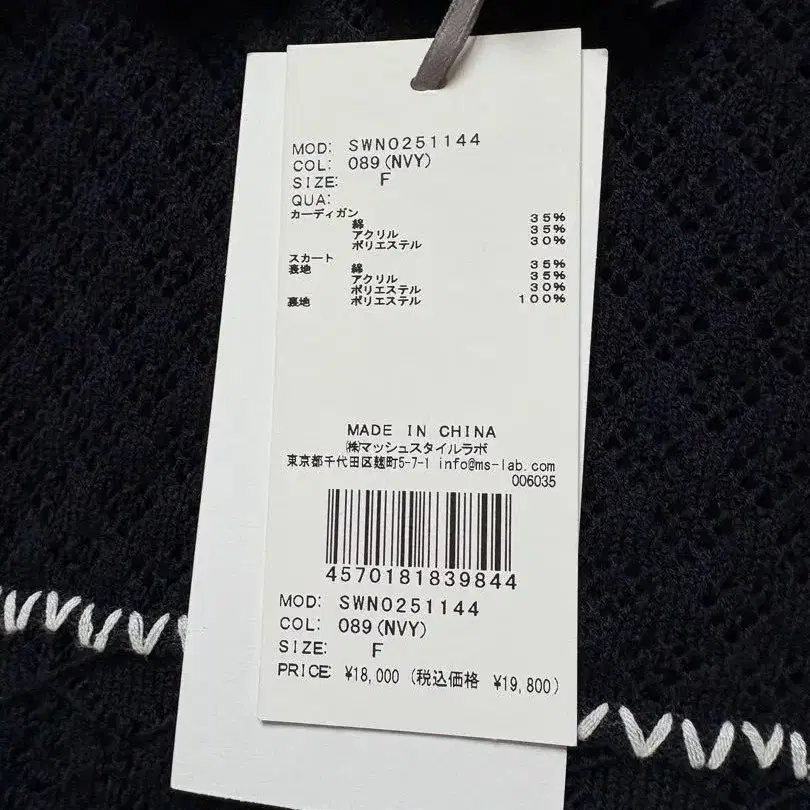 MOD: SWNO251144
COL: 089(NVY)
SIZE: F
QUA:
カーディガン
綿 35%
アクリル 35%
ポリエステル 30%
スカート
表地 綿 35%
アクリル 35%
ポリエステル 30%
裏地 ポリエステル 100%
MADE IN CHINA
㈱マッシュスタイルラボ
東京都千代田区麹町5-7-1 info@ms-lab.com
006035
4570181839844
MOD: SWNO251144
COL: 089(NVY)
SIZE: F
PRICE: ¥18,000 (税込価格 ¥19,800)